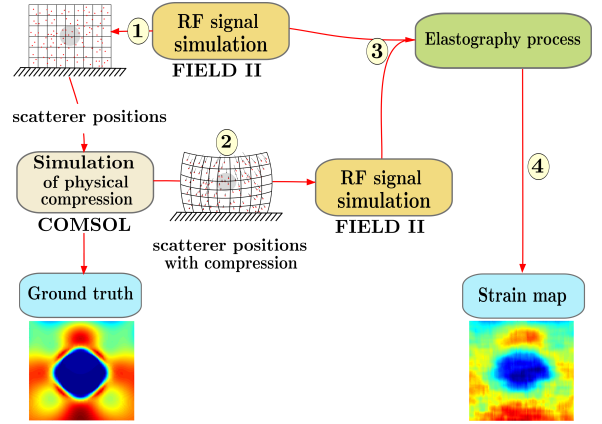 1
RF signal
simulation
FIELD II
3
Elastography process
scatterer positions
2
4
Simulation
of physical
compression
COMSOL
RF signal
simulation
FIELD II
scatterer positions
with compression
Ground truth
Strain map